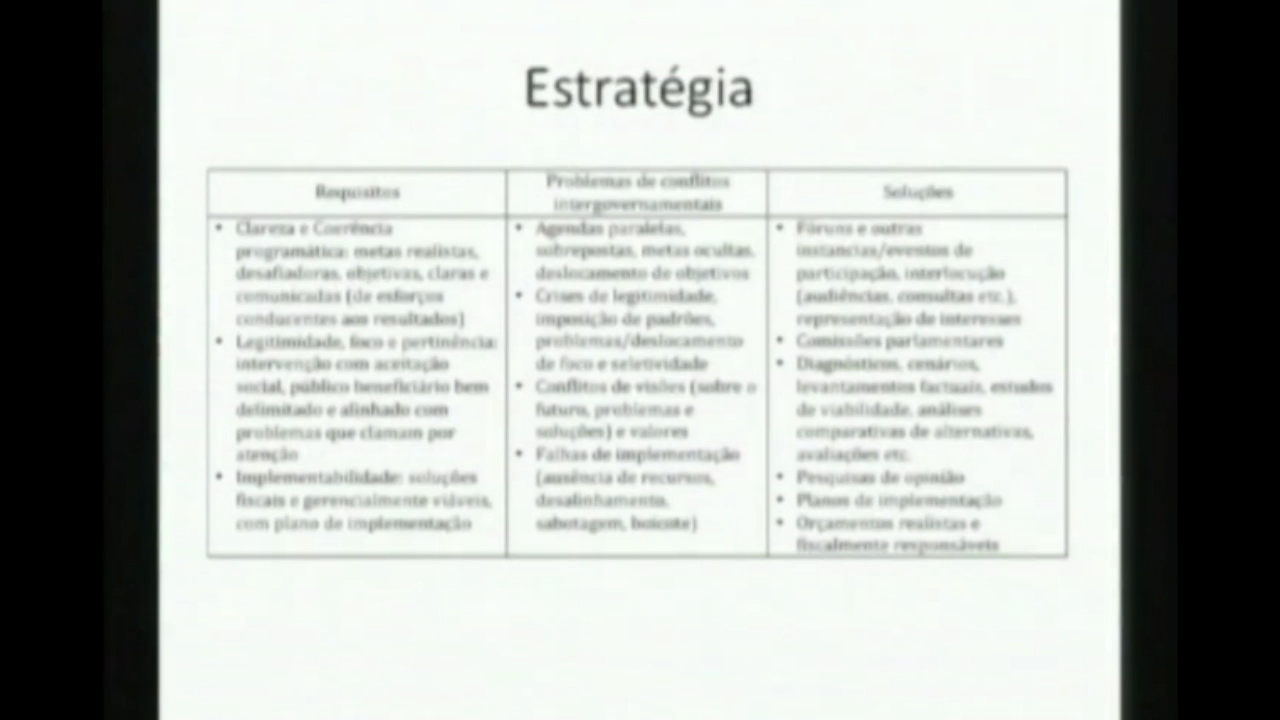 Estratégia
Requisitos
Problemas de conflitos
intergovernamentais
Soluções
• Clareza e Coerência
programática: metas realistas,
desafiadoras, objetivas, claras e
comunicadas (de esforços
conducentes aos resultados)
• Legitimidade, foco e pertinência:
intervenção com aceitação
social, público beneficiário bem
delimitado e alinhado com
problemas que clamam por
atenção
• Implementabilidade: soluções
fiscais e gerencialmente viáveis,
com plano de implementação
• Agendas paralelas,
sobrepostas, metas ocultas,
deslocamento de objetivos
• Crises de legitimidade,
imposição de padrões,
problemas/deslocamento
de foco e seletividade
• Conflitos de visões (sobre o
futuro, problemas e
soluções) e valores
• Falhas de implementação
(ausência de recursos,
desalinhamento,
sabotagem, boicote)
• Fóruns e outras
instancias/eventos de
participação, interlocução
(audiências, consultas etc.),
representação de interesses
• Comissões parlamentares
• Diagnósticos, cenários,
levantamentos factuais, estudos
de viabilidade, análises
comparativas de alternativas,
avaliações etc.
• Pesquisas de opinião
• Planos de implementação
• Orçamentos realistas e
fiscalmente responsáveis